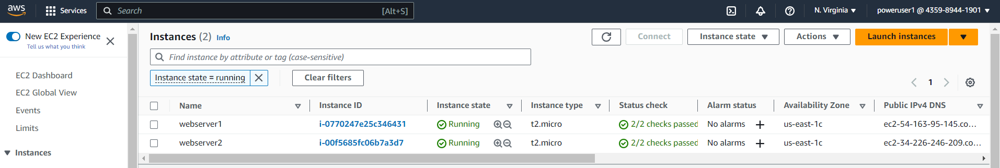 aws Services Search [Alt+S] N. Virginia poweruser1 @ 4359-8944-1901
New EC2 Experience
Tell us what you think
EC2 Dashboard
EC2 Global View
Events
Limits
Instances
Instances (2) Info Connect Instance state Actions Launch instances
Find instance by attribute or tag (case-sensitive)
Instance state = running Clear filters
1
Name Instance ID Instance state Instance type Status check Alarm status Availability Zone Public IPv4 DNS
webserver1 i-0770247e25c346431 Running t2.micro 2/2 checks passed No alarms us-east-1c ec2-54-163-95-145.co...
webserver2 i-00f5685fc06b7a3d7 Running t2.micro 2/2 checks passed No alarms us-east-1c ec2-34-226-246-209.co...